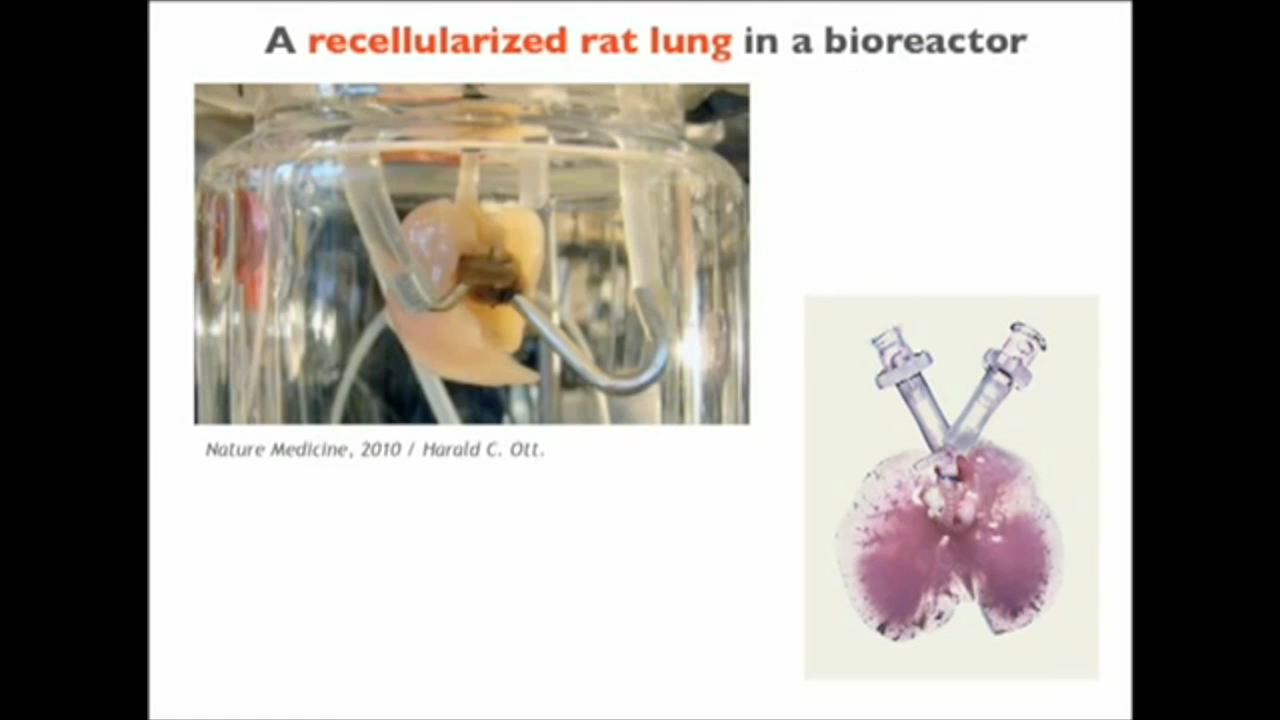 A recellularized rat lung in a bioreactor
Nature Medicine, 2010 / Harald C. Ott.